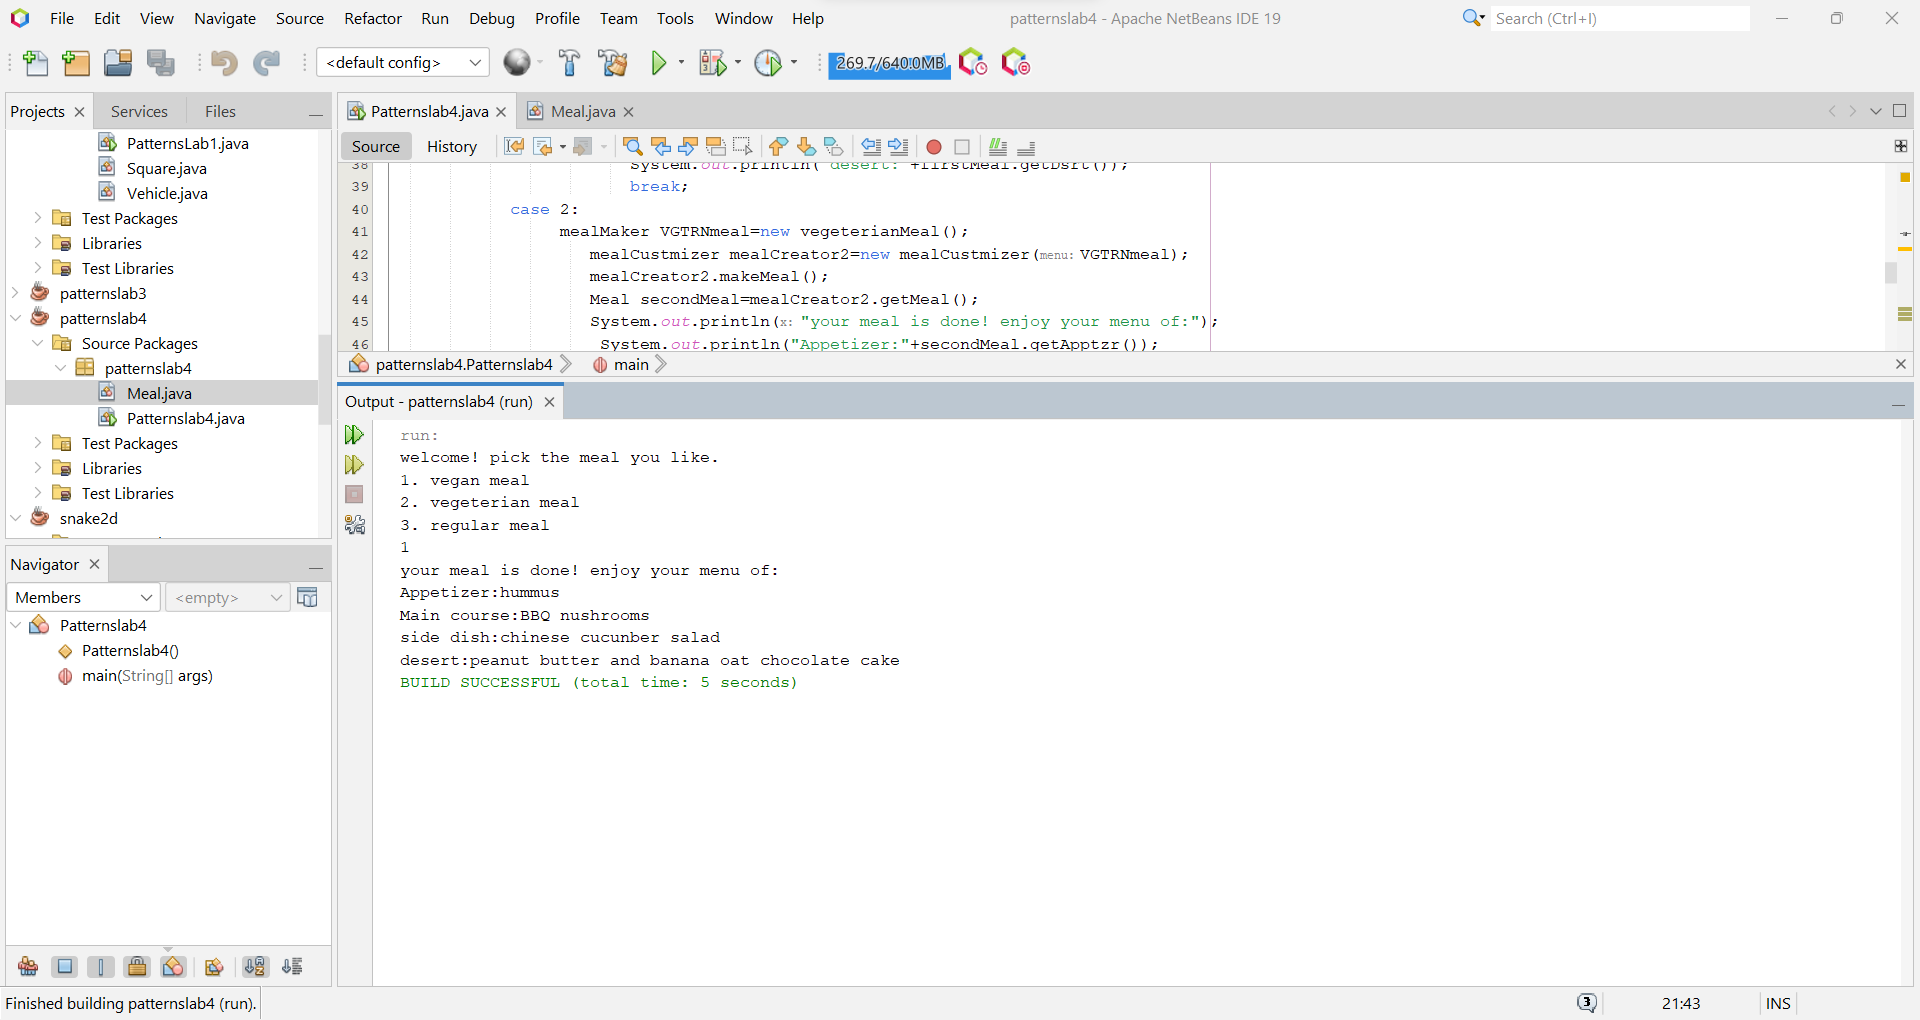 File Edit View Navigate Source Refactor Run Debug Profile Team Tools Window Help
patternslab4 - Apache NetBeans IDE 19
Search (Ctrl+I)
<default config>
269.7/640.0MB
Projects
Services
Files
PatternsLab1.java
Square.java
Vehicle.java
Test Packages
Libraries
Test Libraries
patternslab3
patternslab4
Source Packages
patternslab4
Meal.java
Patternslab4.java
Test Packages
Libraries
Test Libraries
snake2d
Navigator
Members
<empty>
Patternslab4
Patternslab4()
main(String[] args)
Patternslab4.java
Meal.java
Source
History
38 System.out.println("desert: "+firstMeal.getDsrt());
39 break;
40 case 2:
41 mealMaker VGTRNmeal=new vegeterianMeal();
42 mealCustmizer mealCreator2=new mealCustmizer(menu: VGTRNmeal);
43 mealCreator2.makeMeal();
44 Meal secondMeal=mealCreator2.getMeal();
45 System.out.println(x: "your meal is done! enjoy your menu of:");
46 System.out.println("Appetizer:"+secondMeal.getApptzr());
patternslab4.Patternslab4
main
Output - patternslab4 (run)
run:
welcome! pick the meal you like.
1. vegan meal
2. vegeterian meal
3. regular meal
1
your meal is done! enjoy your menu of:
Appetizer:hummus
Main course:BBQ nushrooms
side dish:chinese cucunber salad
desert:peanut butter and banana oat chocolate cake
BUILD SUCCESSFUL (total time: 5 seconds)
Finished building patternslab4 (run).
3
21:43
INS